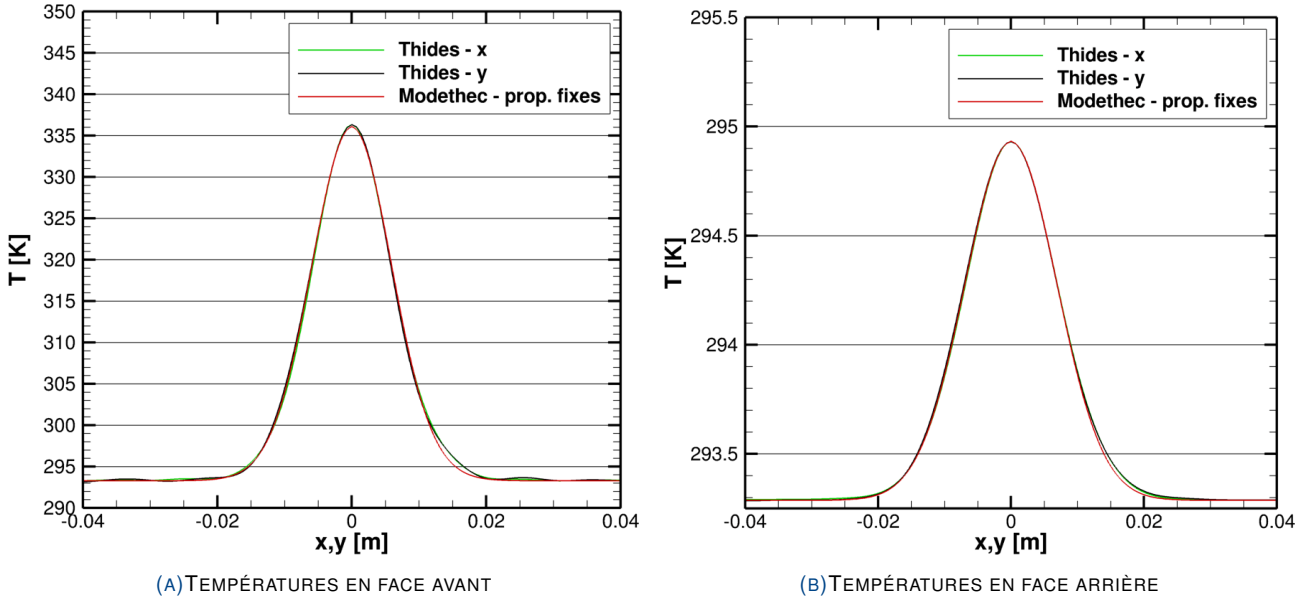 350
345
340
335
330
325
320
315
310
305
300
295
290
T [K]
Thides - x
Thides - y
Modethec - prop. fixes
-0.04
-0.02
0
0.02
0.04
x,y [m]
(A) TEMPÉRATURES EN FACE AVANT
295.5
295
294.5
294
293.5
T [K]
Thides - x
Thides - y
Modethec - prop. fixes
-0.04
-0.02
0
0.02
0.04
x,y [m]
(B) TEMPÉRATURES EN FACE ARRIÈRE